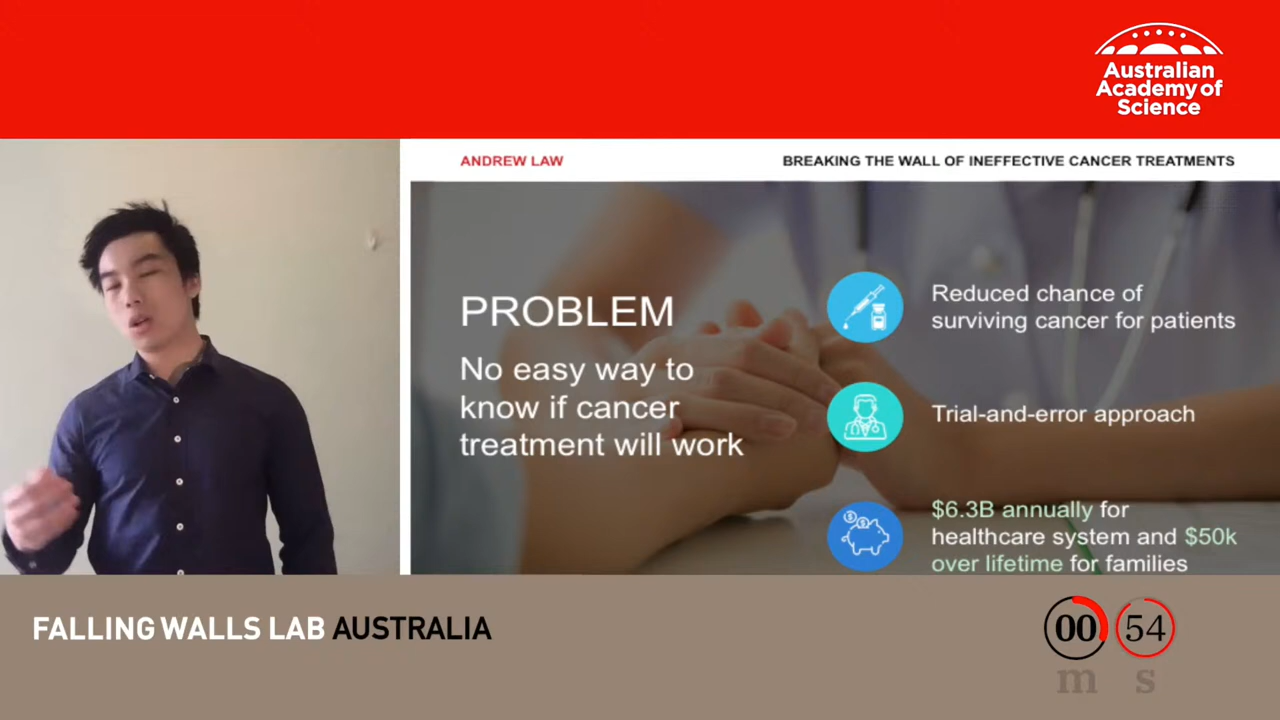 Australian
Academy of
Science
ANDREW LAW
BREAKING THE WALL OF INEFFECTIVE CANCER TREATMENTS
PROBLEM
No easy way to
know if cancer
treatment will work
Reduced chance of
surviving cancer for patients
Trial-and-error approach
$6.3B annually for
healthcare system and $50k
over lifetime for families
FALLING WALLS LAB AUSTRALIA
00 54
m s